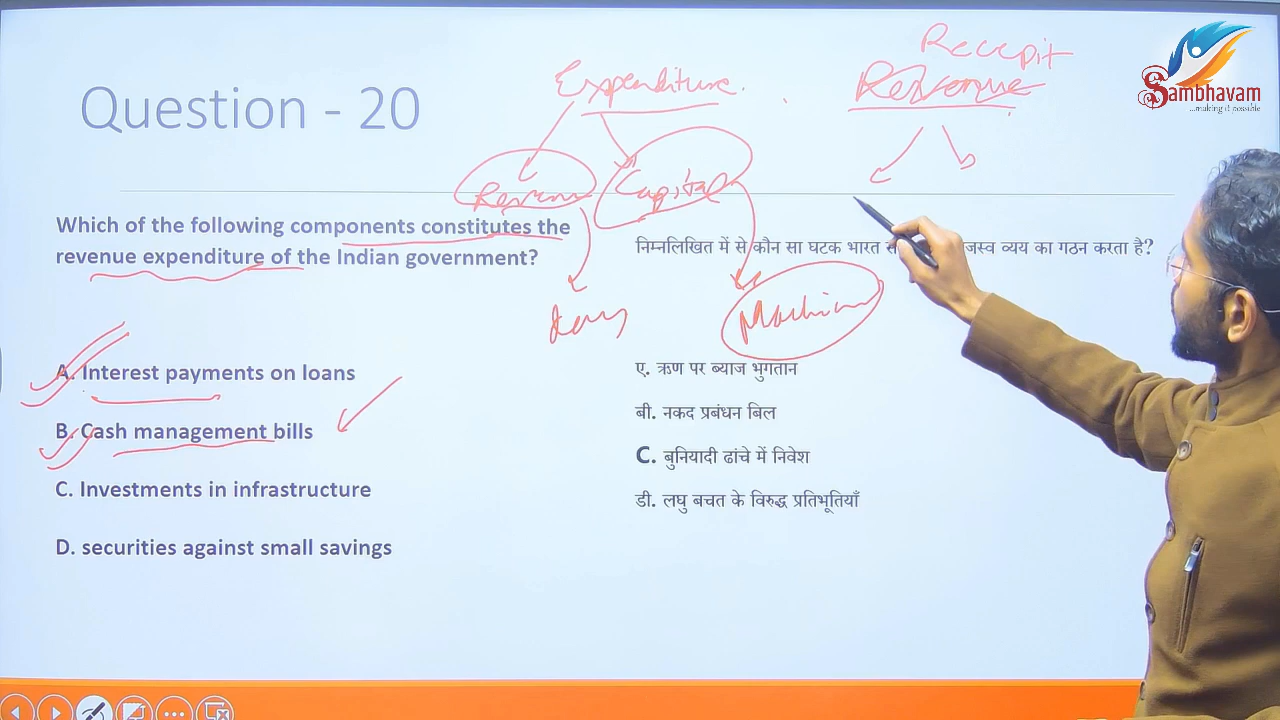 Receipt
Expenditure.
Revenue
Sambhavam
...making it possible
Question - 20
Capital
Which of the following components constitutes the
revenue expenditure of the Indian government?
निम्नलिखित में से कौन सा घटक भारत स जस्व व्यय का गठन करता है?
A. Interest payments on loans
B. Cash management bills
C. Investments in infrastructure
D. securities against small savings
ए. ऋण पर ब्याज भुगतान
बी. नकद प्रबंधन बिल
C. बुनियादी ढांचे में निवेश
डी. लघु बचत के विरुद्ध प्रतिभूतियाँ